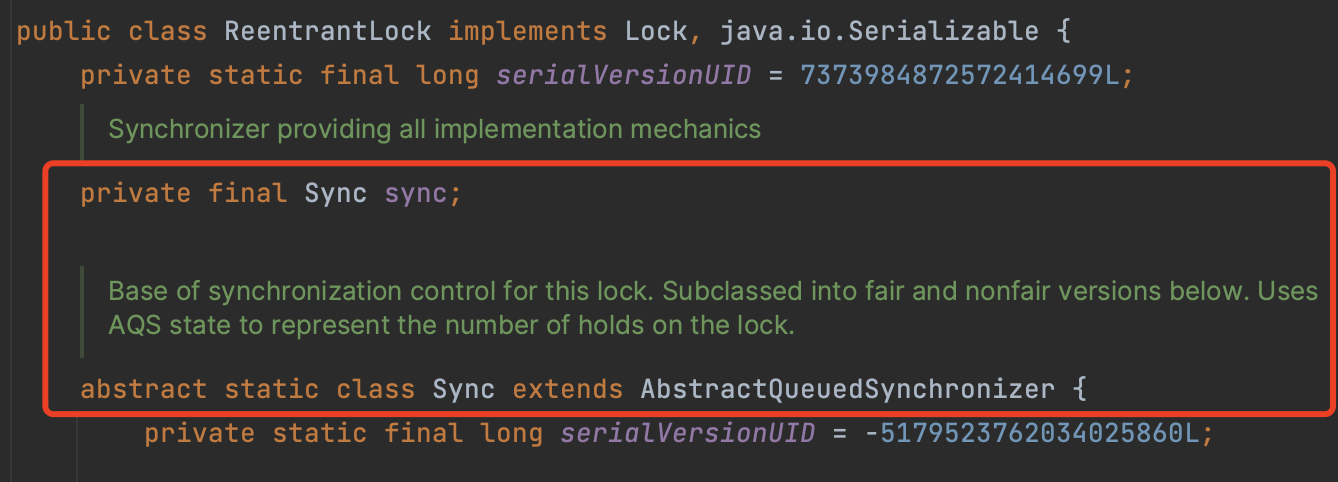 public class ReentrantLock implements Lock, java.io.Serializable {
private static final long serialVersionUID = 7373984872572414699L;
Synchronizer providing all implementation mechanics
private final Sync sync;
Base of synchronization control for this lock. Subclassed into fair and nonfair versions below. Uses
AQS state to represent the number of holds on the lock.
abstract static class Sync extends AbstractQueuedSynchronizer {
private static final long serialVersionUID = -5179523762034025860L;